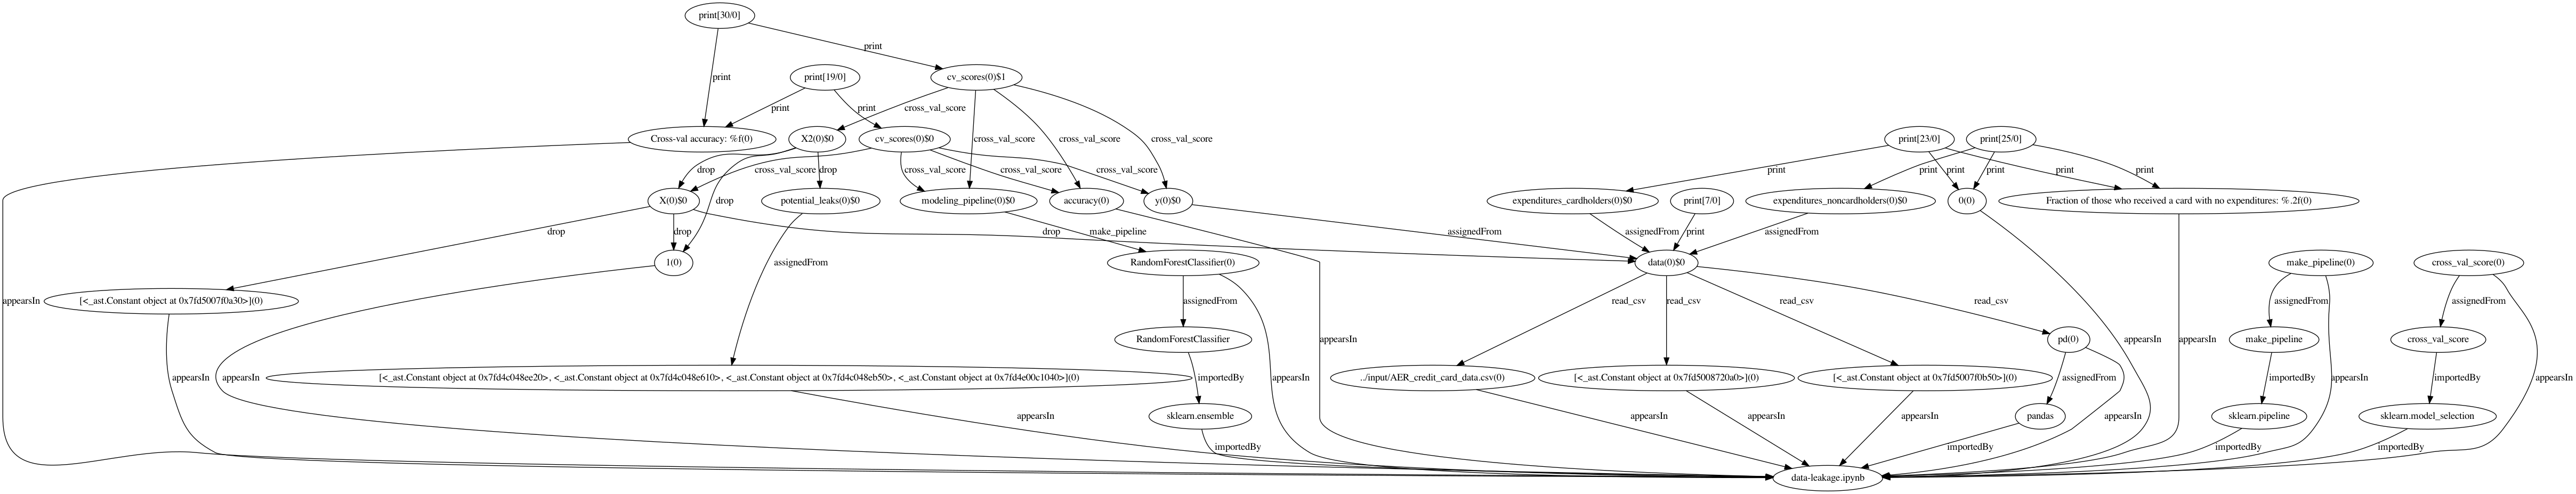 print[30/0]
print
print[19/0]
cv_scores(0)$1
print
print
print
cross_val_score
Cross-val accuracy: %f(0)
X2(0)$0
cv_scores(0)$0
cross_val_score
cross_val_score
cross_val_score
print[23/0]
print[25/0]
drop
cross_val_score
drop
cross_val_score
cross_val_score
cross_val_score
print
print
print
print
print
print
X(0)$0
potential_leaks(0)$0
modeling_pipeline(0)$0
accuracy(0)
y(0)$0
expenditures_cardholders(0)$0
print[7/0]
expenditures_noncardholders(0)$0
0(0)
Fraction of those who received a card with no expenditures: %.2f(0)
drop
drop
drop
drop
make_pipeline
assignedFrom
assignedFrom
print
assignedFrom
1(0)
assignedFrom
RandomForestClassifier(0)
data(0)$0
make_pipeline(0)
cross_val_score(0)
appearsIn
[<_ast.Constant object at 0x7fd5007f0a30>](0)
assignedFrom
read_csv
read_csv
read_csv
read_csv
assignedFrom
assignedFrom
RandomForestClassifier
appearsIn
pd(0)
appearsIn
appearsIn
make_pipeline
cross_val_score
appearsIn
appearsIn
[<_ast.Constant object at 0x7fd4c048ee20>, <_ast.Constant object at 0x7fd4c048e610>, <_ast.Constant object at 0x7fd4c048eb50>, <_ast.Constant object at 0x7fd4e00c1040>](0)
importedBy
appearsIn
../input/AER_credit_card_data.csv(0)
[<_ast.Constant object at 0x7fd5008720a0>](0)
[<_ast.Constant object at 0x7fd5007f0b50>](0)
assignedFrom
importedBy
appearsIn
importedBy
appearsIn
appearsIn
sklearn.ensemble
appearsIn
appearsIn
appearsIn
pandas
appearsIn
sklearn.pipeline
sklearn.model_selection
importedBy
importedBy
importedBy
importedBy
data-leakage.ipynb